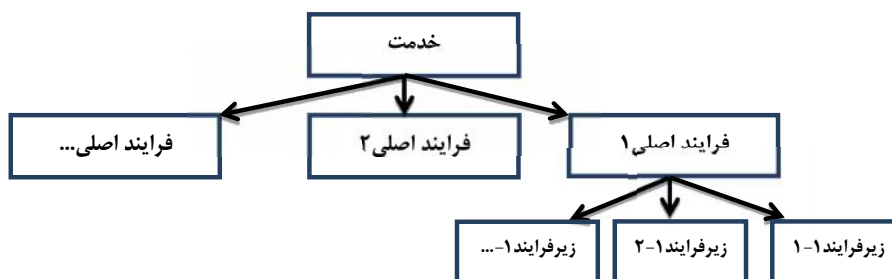 خدمت
فرایند اصلی۱
فرایند اصلی۲
فرایند اصلی...
زیرفرایند۱-۱
زیرفرایند۱-۲
زیرفرایند۱-...